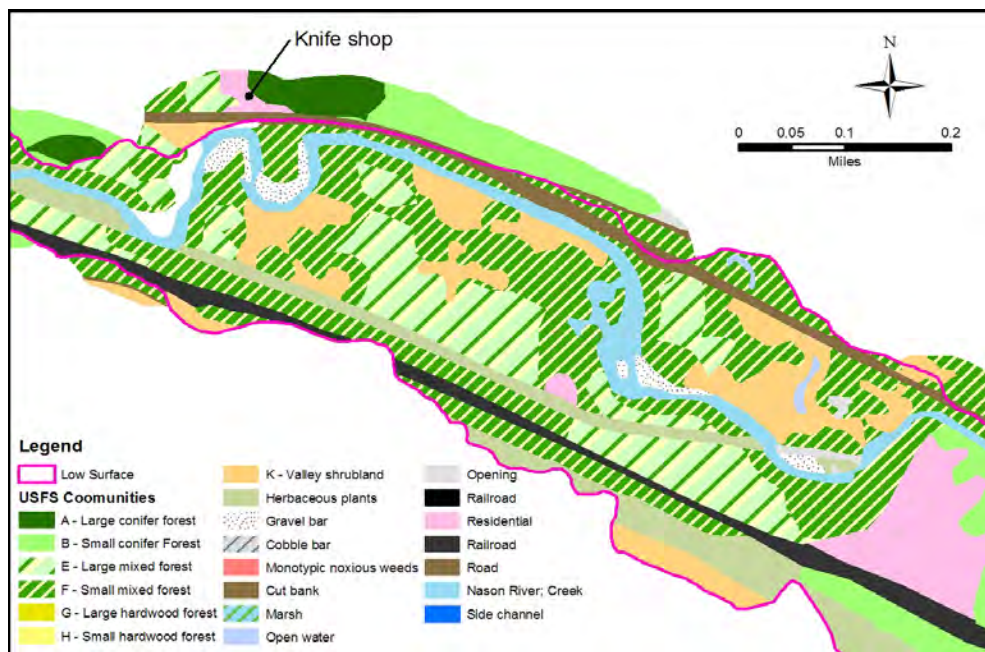 Knife shop
N
0 0.05 0.1 0.2
Miles
Legend
Low Surface
USFS Coomunities
A - Large conifer forest
B - Small conifer Forest
E - Large mixed forest
F - Small mixed forest
G - Large hardwood forest
H - Small hardwood forest
K - Valley shrubland
Herbaceous plants
Gravel bar
Cobble bar
Monotypic noxious weeds
Cut bank
Marsh
Open water
Opening
Railroad
Residential
Railroad
Road
Nason River; Creek
Side channel